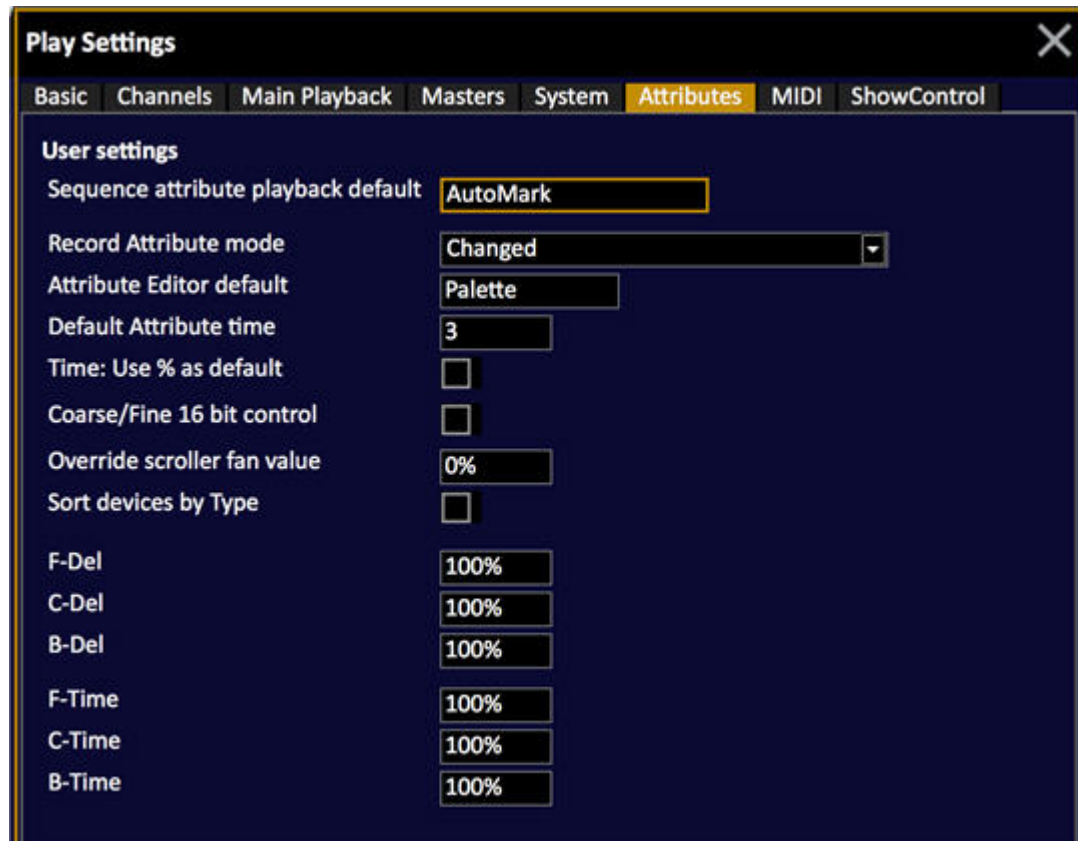 Play Settings
Basic Channels Main Playback Masters System Attributes MIDI ShowControl
User settings
Sequence attribute playback default AutoMark
Record Attribute mode Changed
Attribute Editor default Palette
Default Attribute time 3
Time: Use % as default
Coarse/Fine 16 bit control
Override scroller fan value 0%
Sort devices by Type
F-Del 100%
C-Del 100%
B-Del 100%
F-Time 100%
C-Time 100%
B-Time 100%